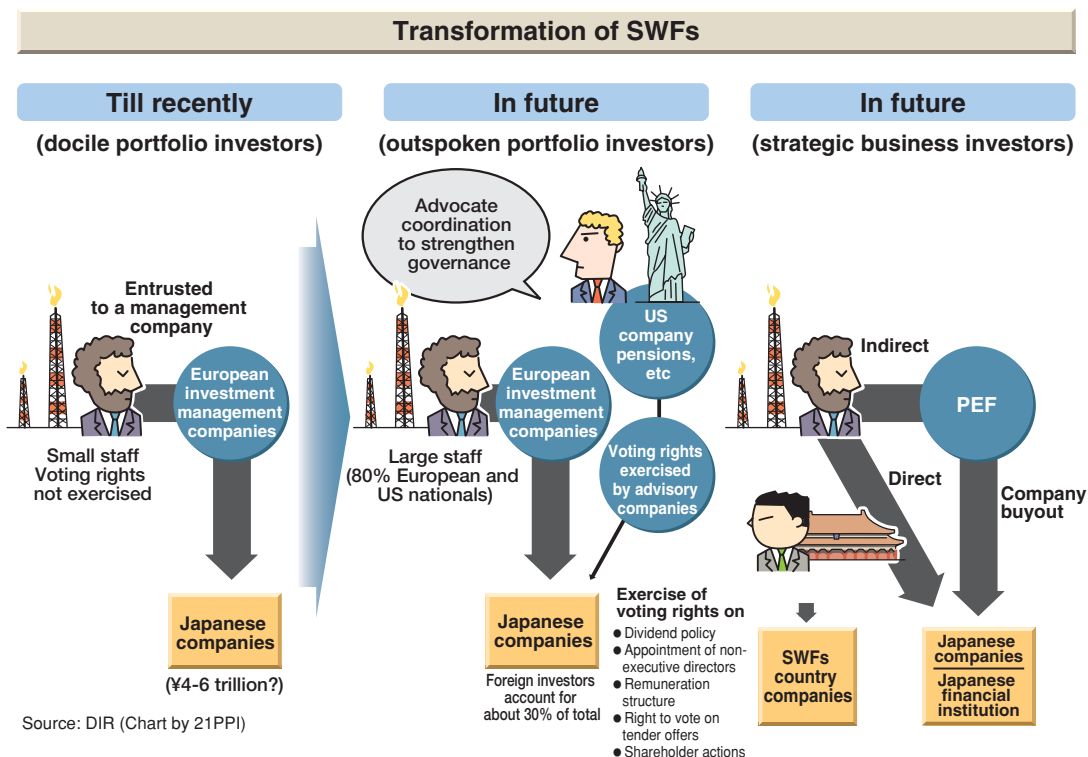 Transformation of SWFs
Till recently
(docile portfolio investors)
Entrusted
to a management
company
European
investment
management
companies
Small staff
Voting rights
not exercised
Japanese
companies
(¥4-6 trillion?)
Source: DIR (Chart by 21PPI)
In future
(outspoken portfolio investors)
Advocate
coordination
to strengthen
governance
US
company
pensions,
etc
European
investment
management
companies
Large staff
(80% European and
US nationals)
Voting rights
exercised
by advisory
companies
Japanese
companies
Foreign investors
account for
about 30% of total
Exercise of
voting rights on
● Dividend policy
● Appointment of non-
executive directors
● Remuneration
structure
● Right to vote on
tender offers
● Shareholder actions
In future
(strategic business investors)
Indirect
PEF
Direct
Company
buyout
SWFs
country
companies
Japanese
companies
Japanese
financial
institution